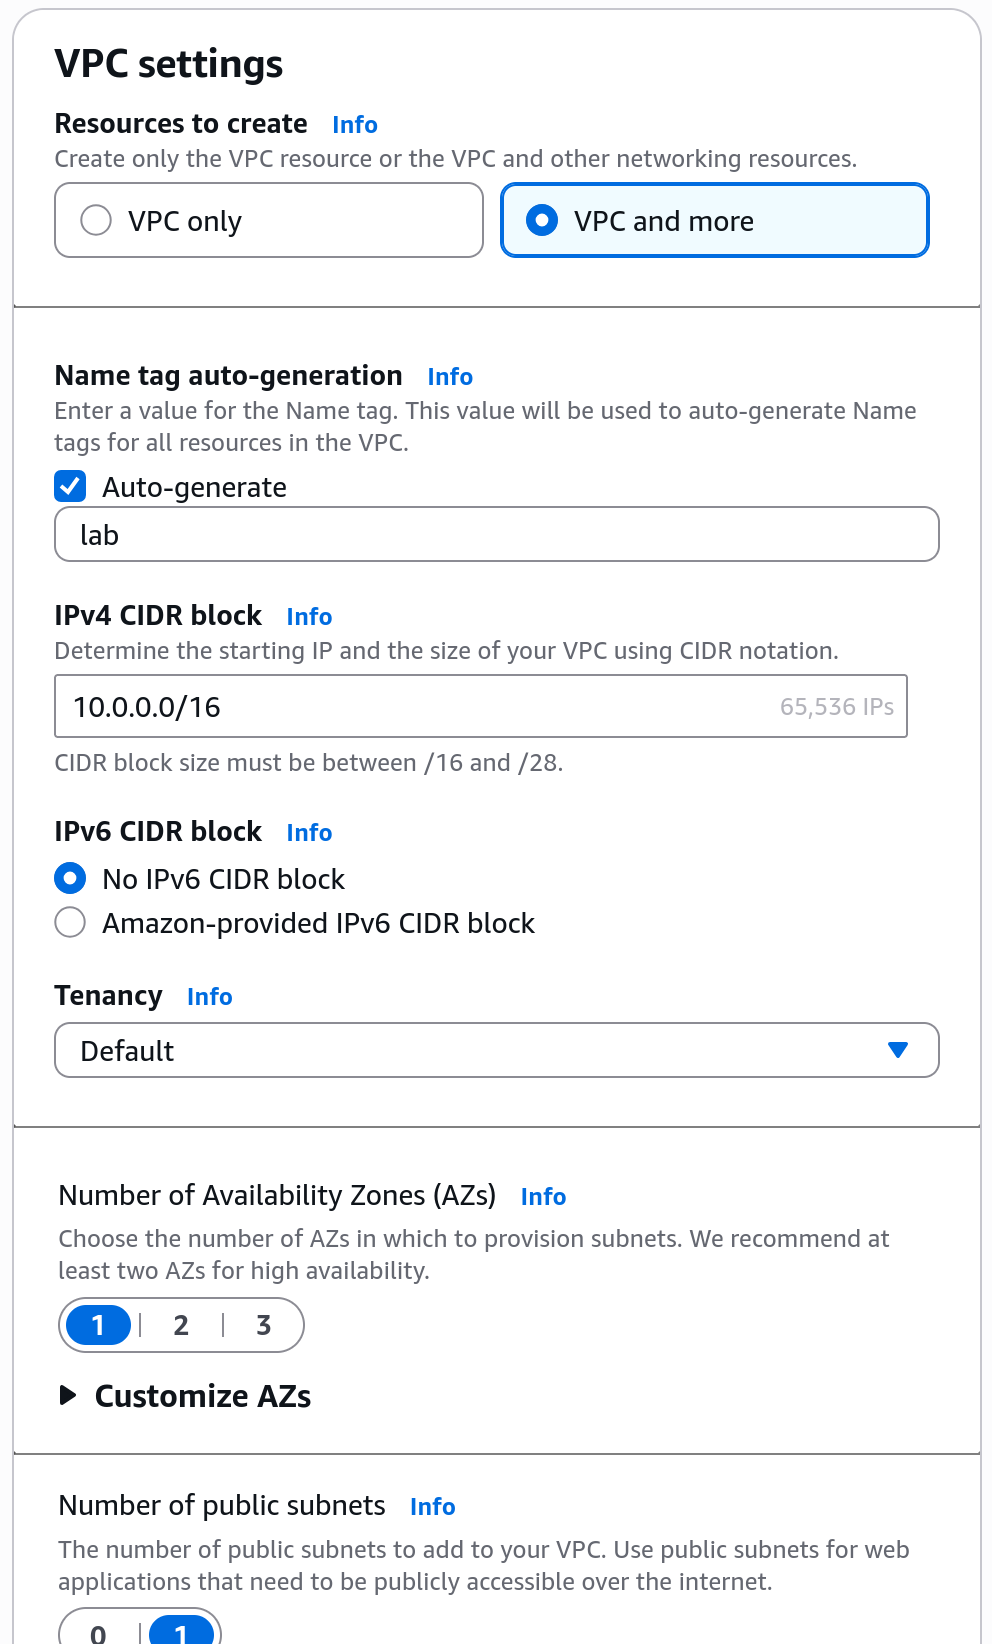 VPC settings
Resources to create Info
Create only the VPC resource or the VPC and other networking resources.
VPC only VPC and more
Name tag auto-generation Info
Enter a value for the Name tag. This value will be used to auto-generate Name
tags for all resources in the VPC.
Auto-generate
lab
IPv4 CIDR block Info
Determine the starting IP and the size of your VPC using CIDR notation.
10.0.0.0/16 65,536 IPs
CIDR block size must be between /16 and /28.
IPv6 CIDR block Info
No IPv6 CIDR block
Amazon-provided IPv6 CIDR block
Tenancy Info
Default
Number of Availability Zones (AZs) Info
Choose the number of AZs in which to provision subnets. We recommend at
least two AZs for high availability.
1 2 3
Customize AZs
Number of public subnets Info
The number of public subnets to add to your VPC. Use public subnets for web
applications that need to be publicly accessible over the internet.
0 1